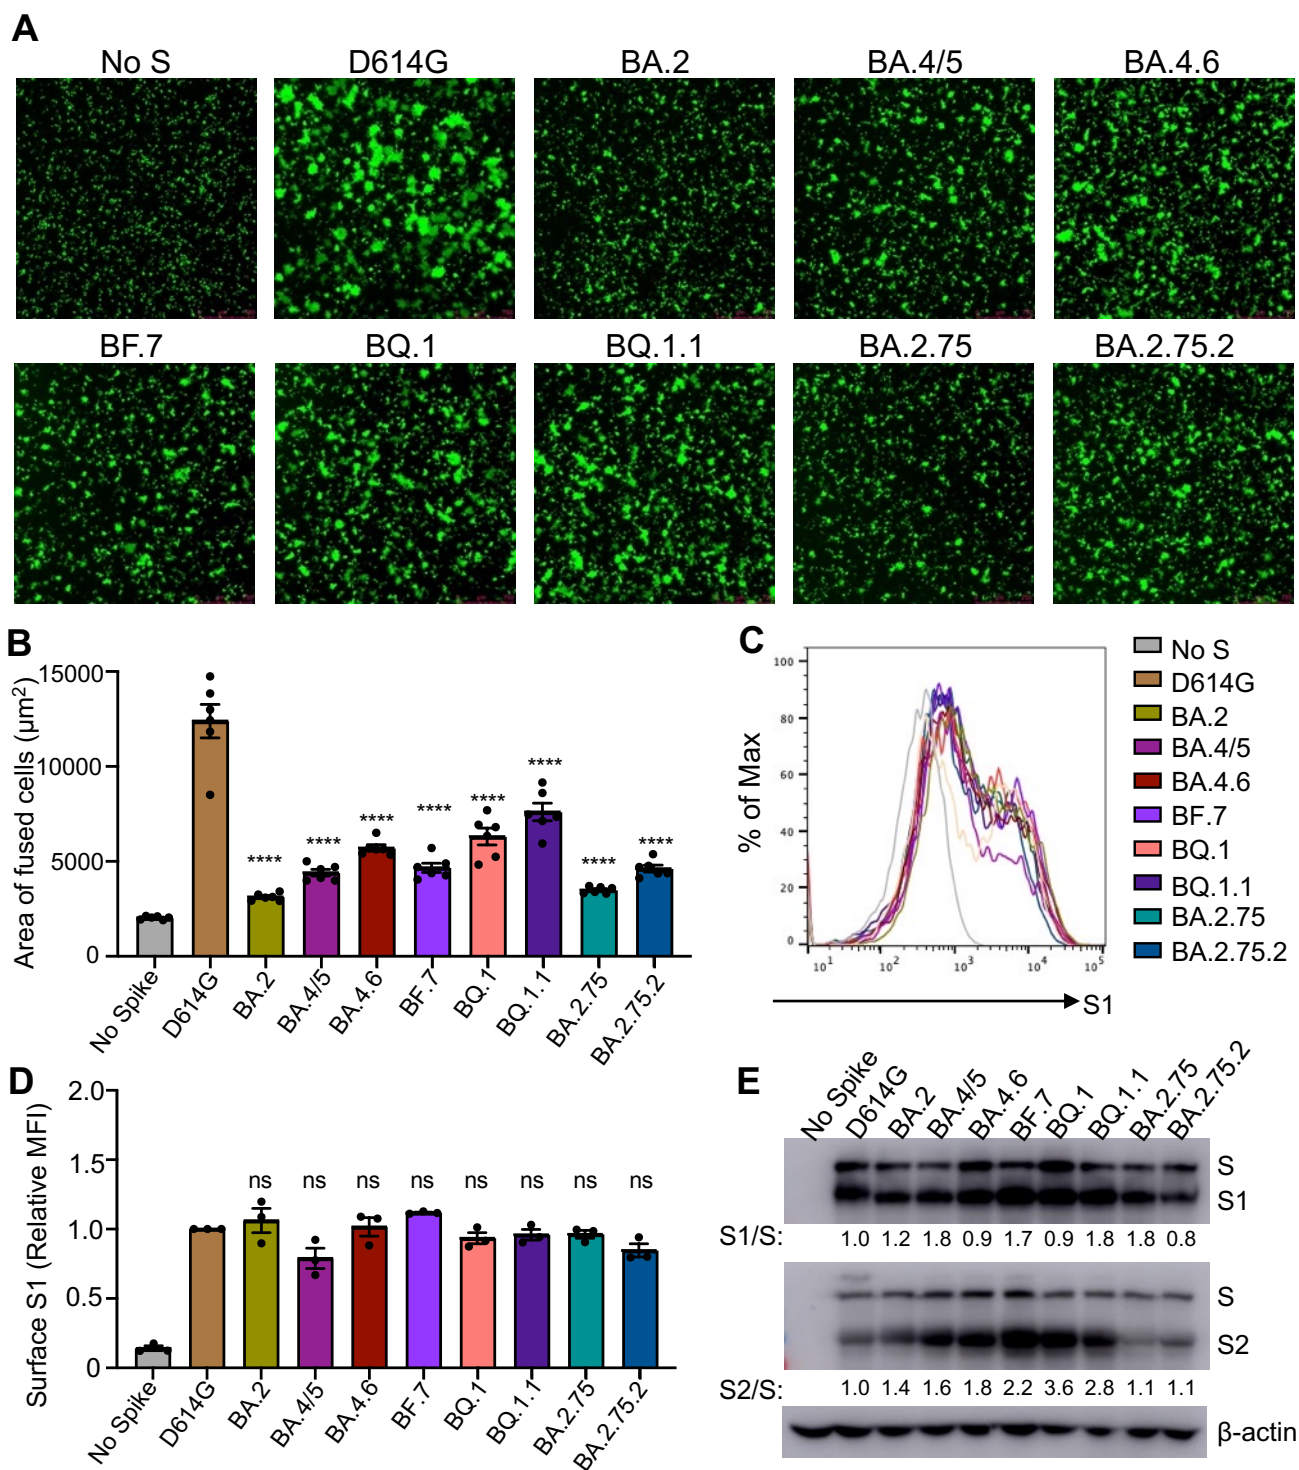 A
No S D614G BA.2 BA.4/5 BA.4.6
BF.7 BQ.1 BQ.1.1 BA.2.75 BA.2.75.2
B
Area of fused cells (µm²)
15000
10000
5000
0
**** **** **** **** **** **** **** ****
No Spike D614G BA.2 BA.4/5 BA.4.6 BF.7 BQ.1 BQ.1.1 BA.2.75 BA.2.75.2
C
% of Max
100
80
60
40
20
0
10¹ 10² 10³ 10⁴ 10⁵
S1
No S
D614G
BA.2
BA.4/5
BA.4.6
BF.7
BQ.1
BQ.1.1
BA.2.75
BA.2.75.2
D
Surface S1 (Relative MFI)
2.0
1.5
1.0
0.5
0
ns ns ns ns ns ns ns ns
No Spike D614G BA.2 BA.4/5 BA.4.6 BF.7 BQ.1 BQ.1.1 BA.2.75 BA.2.75.2
E
No Spike D614G BA.2 BA.4/5 BA.4.6 BF.7 BQ.1 BQ.1.1 BA.2.75 BA.2.75.2
S
S1
S1/S: 1.0 1.2 1.8 0.9 1.7 0.9 1.8 1.8 0.8
S
S2
S2/S: 1.0 1.4 1.6 1.8 2.2 3.6 2.8 1.1 1.1
β-actin